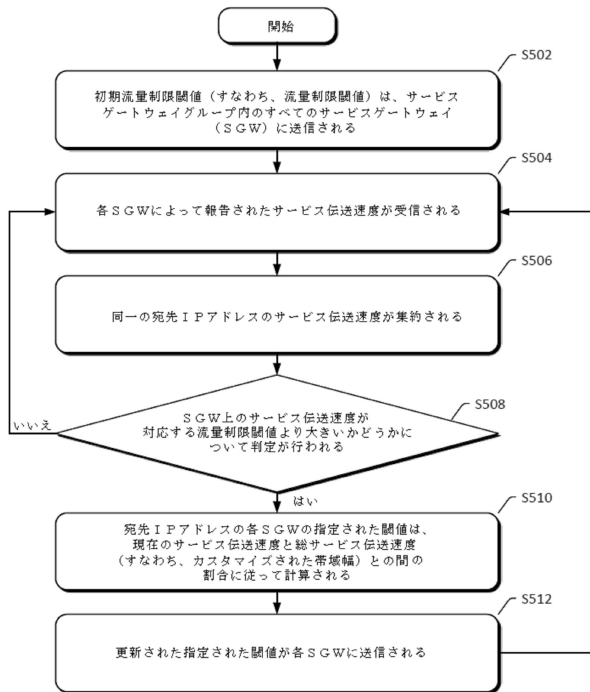 開始
S502
初期流量制限閾値（すなわち、流量制限閾値）は、サービス
ゲートウェイグループ内のすべてのサービスゲートウェイ
（SGW）に送信される
S504
各SGWによって報告されたサービス伝送速度が受信される
S506
同一の宛先IPアドレスのサービス伝送速度が集約される
S508
SGW上のサービス伝送速度が
対応する流量制限閾値より大きいかどうかに
ついて判定が行われる
いいえ
はい
S510
宛先IPアドレスの各SGWの指定された閾値は、
現在のサービス伝送速度と総サービス伝送速度
（すなわち、カスタマイズされた帯域幅）との間の
割合に従って計算される
S512
更新された指定された閾値が各SGWに送信される